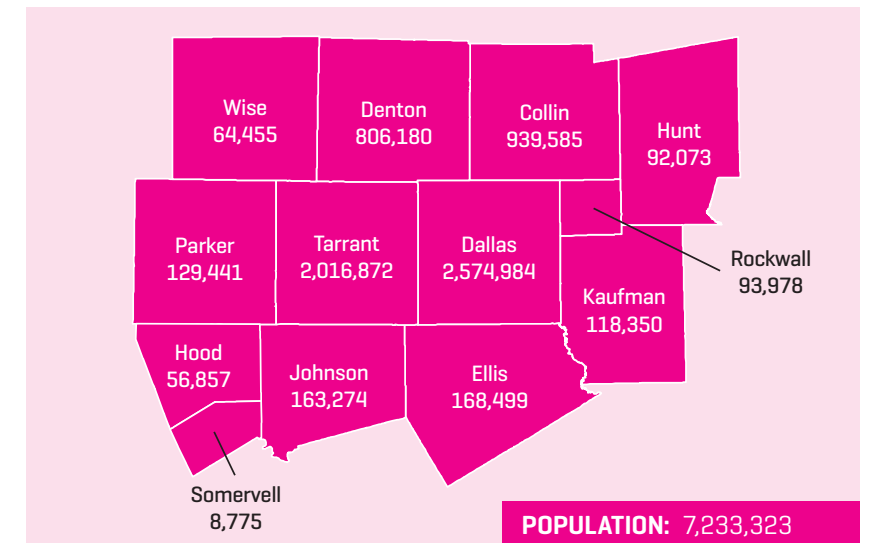 Wise
64,455
Denton
806,180
Collin
939,585
Hunt
92,073
Parker
129,441
Tarrant
2,016,872
Dallas
2,574,984
Rockwall
93,978
Kaufman
118,350
Hood
56,857
Johnson
163,274
Ellis
168,499
Somervell
8,775
POPULATION: 7,233,323